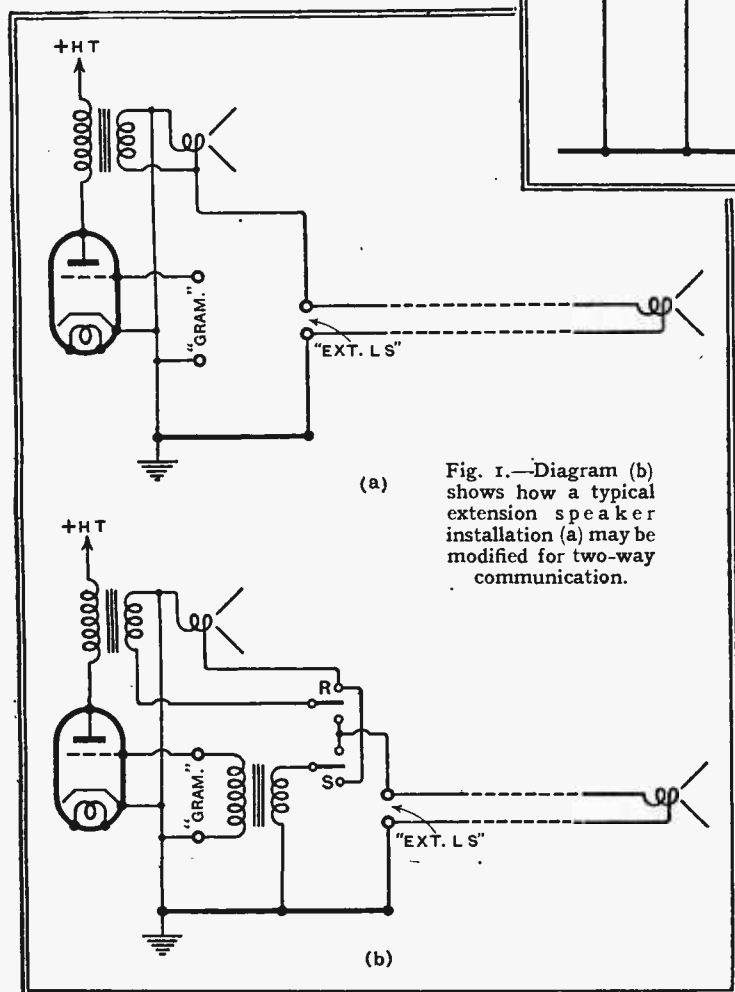 +HT
"GRAM."
"EXT. LS"
(a)
Fig. 1.—Diagram (b)
shows how a typical
extension speaker
installation (a) may be
modified for two-way
communication.
+HT
R
"GRAM."
S
"EXT. LS"
(b)